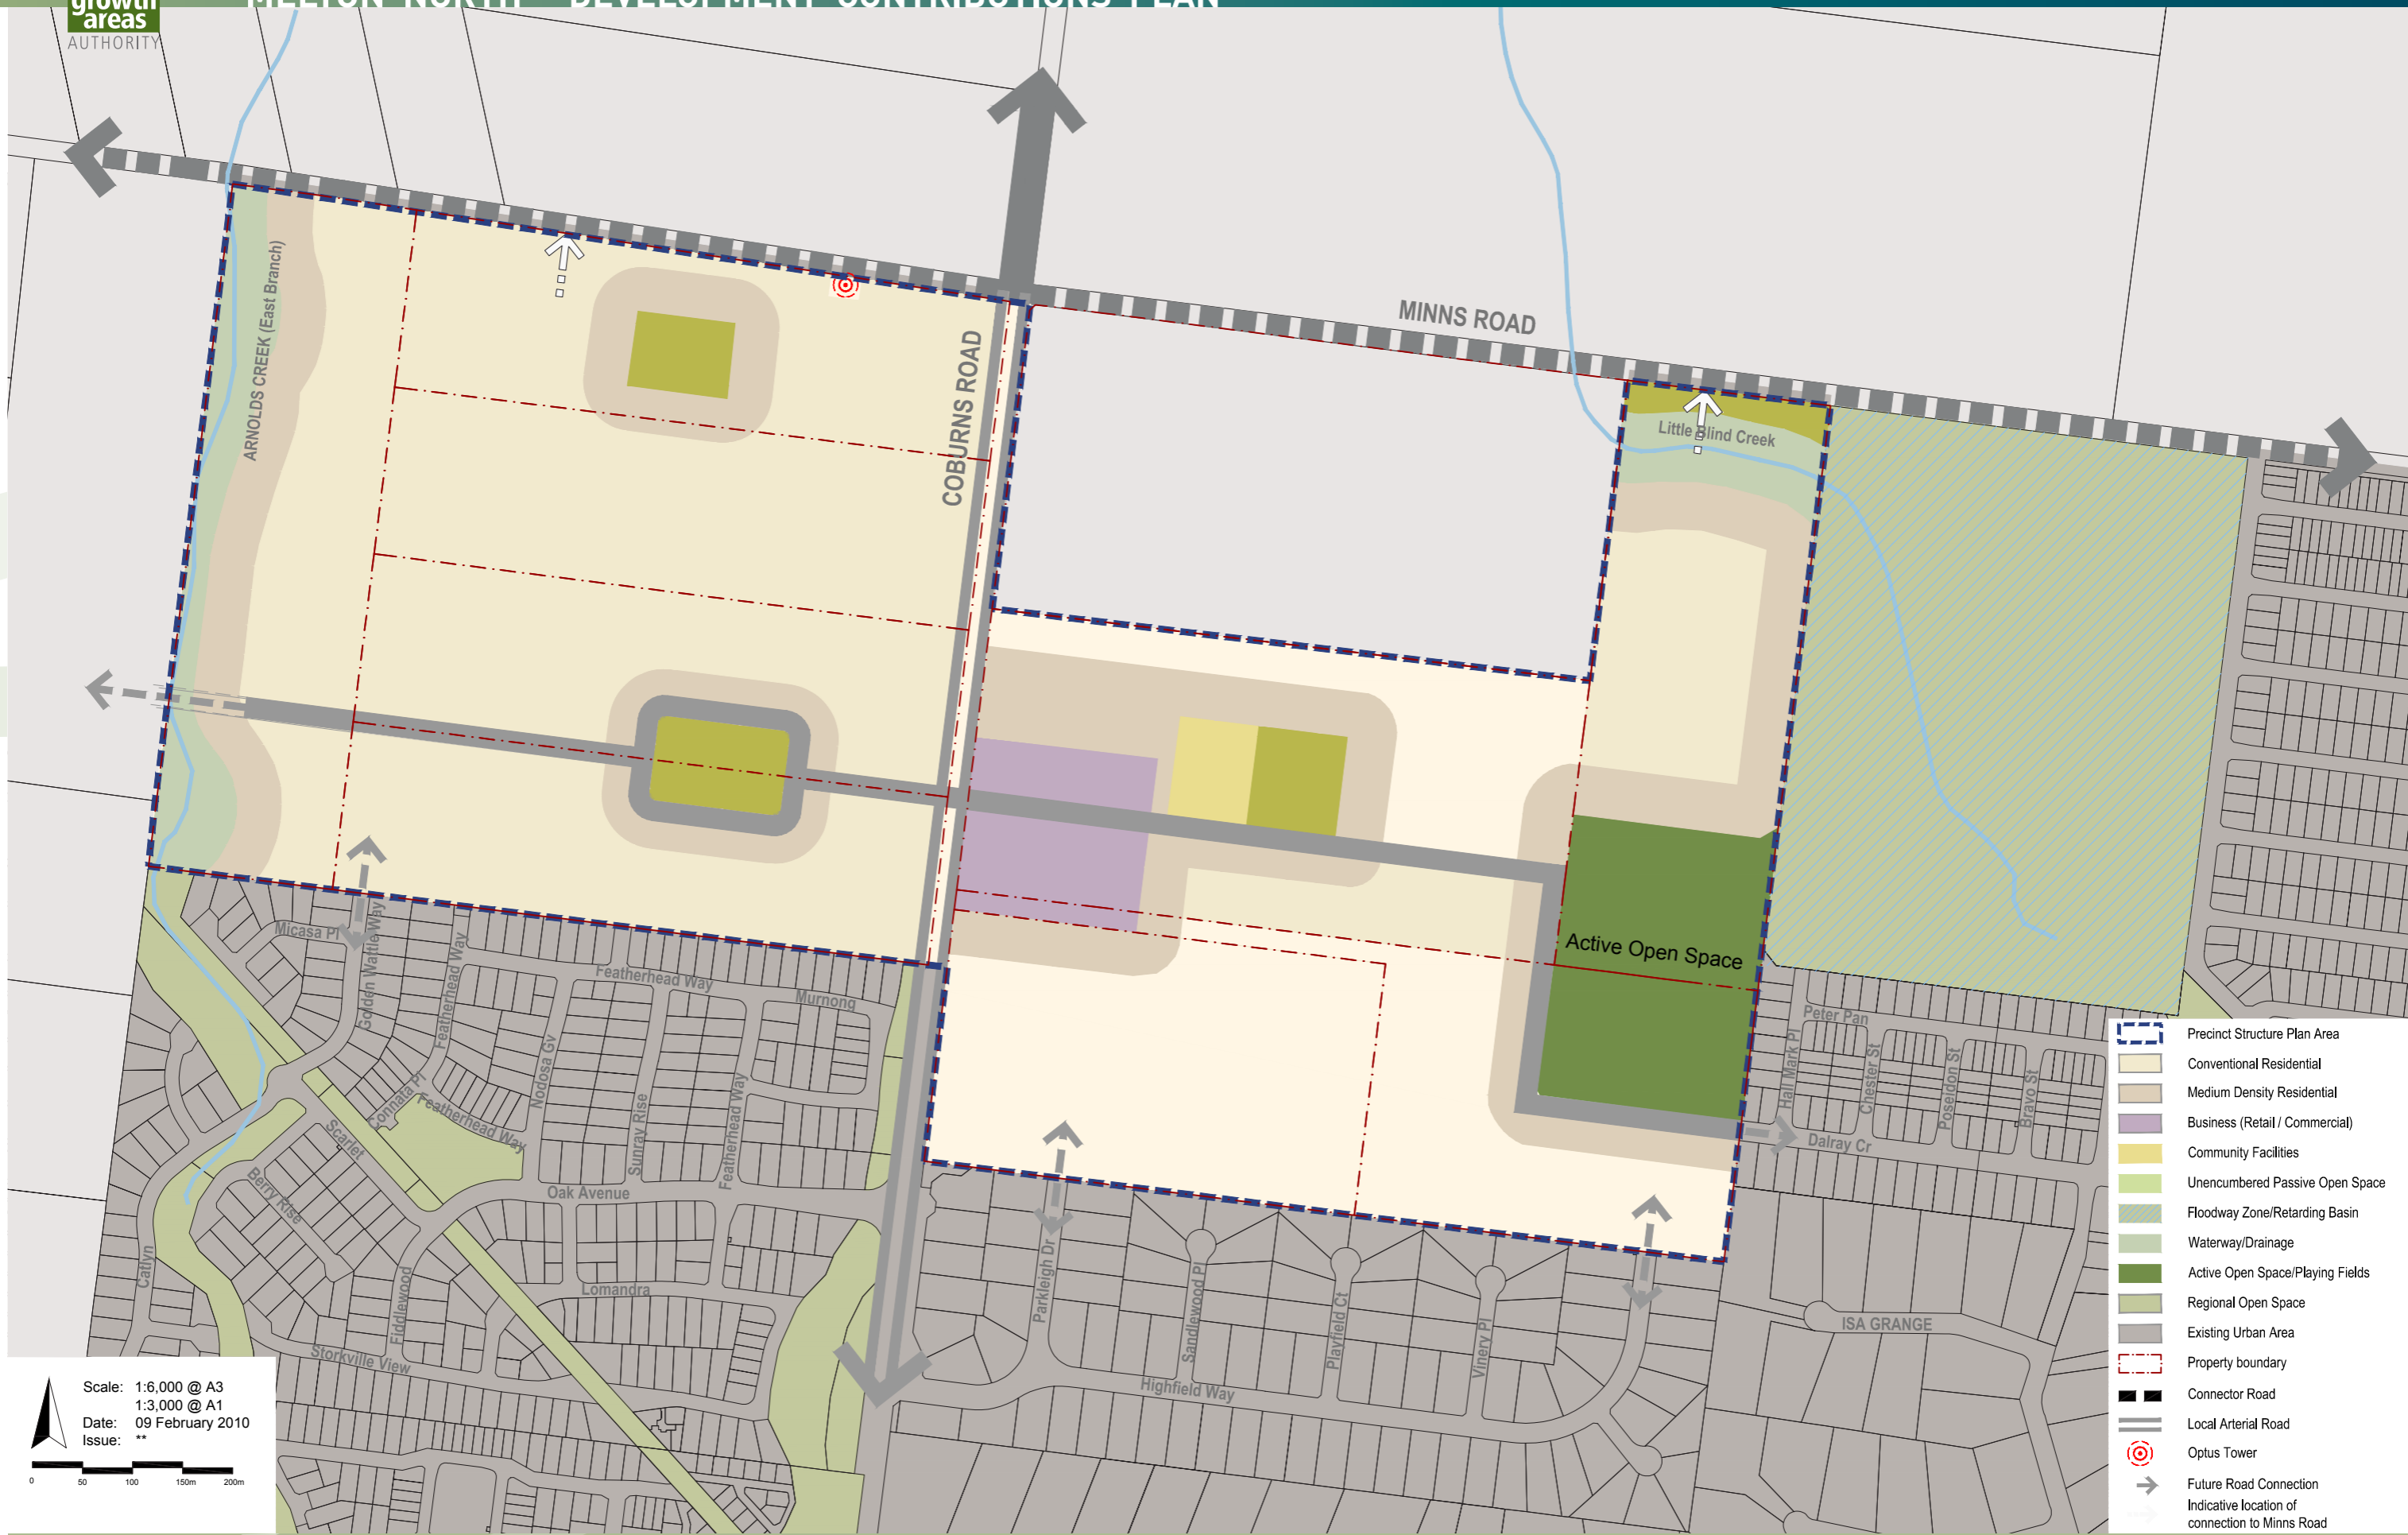 growth
areas
AUTHORITY
MELTON NORTH DEVELOPMENT CONTRIBUTIONS PLAN
MINNS ROAD
COBURNS ROAD
ARNOLDS CREEK (East Branch)
Little Blind Creek
Active Open Space
Micasa Pl
Golden Wattle Way
Featherhead Way
Featherhead Way
Murnong
Nodosa Gv
Connata Pl
Featherhead Way
Scarlet
Sunray Rise
Featherhead Way
Berry Rise
Oak Avenue
Catlyn
Fiddlewood
Lomandra
Storkville View
Parkleigh Dr
Sandlewood Pl
Playfield Ct
Vinery Pl
Highfield Way
Peter Pan
Hall Mark Pl
Chester St
Poseidon St
Bravo St
Dalray Cr
ISA GRANGE
Precinct Structure Plan Area
Conventional Residential
Medium Density Residential
Business (Retail / Commercial)
Community Facilities
Unencumbered Passive Open Space
Floodway Zone/Retarding Basin
Waterway/Drainage
Active Open Space/Playing Fields
Regional Open Space
Existing Urban Area
Property boundary
Connector Road
Local Arterial Road
Optus Tower
Future Road Connection
Indicative location of
connection to Minns Road
Scale: 1:6,000 @ A3
1:3,000 @ A1
Date: 09 February 2010
Issue: **
0 50 100 150m 200m